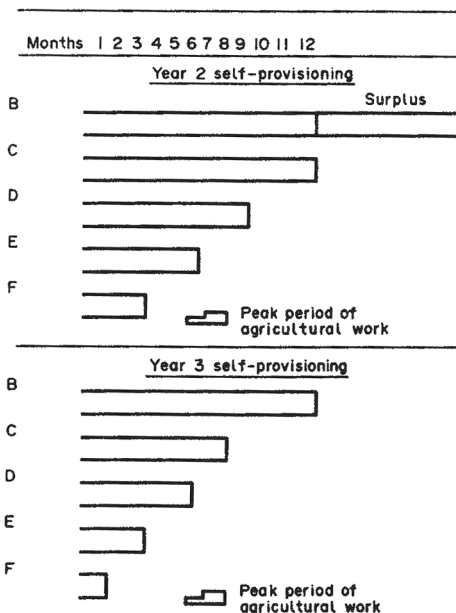 Months 1 2 3 4 5 6 7 8 9 10 11 12
Year 2 self-provisioning
B
Surplus
C
D
E
F
Peak period of
agricultural work
Year 3 self-provisioning
B
C
D
E
F
Peak period of
agricultural work